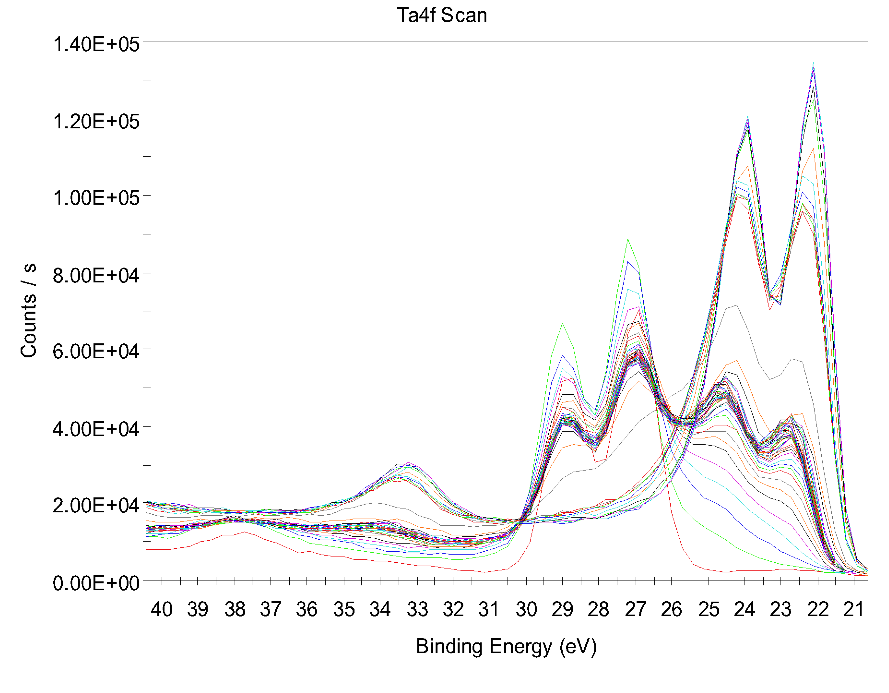 Ta4f Scan
1.40E+05
1.20E+05
1.00E+05
8.00E+04
6.00E+04
4.00E+04
2.00E+04
0.00E+00
Counts / s
40 39 38 37 36 35 34 33 32 31 30 29 28 27 26 25 24 23 22 21
Binding Energy (eV)